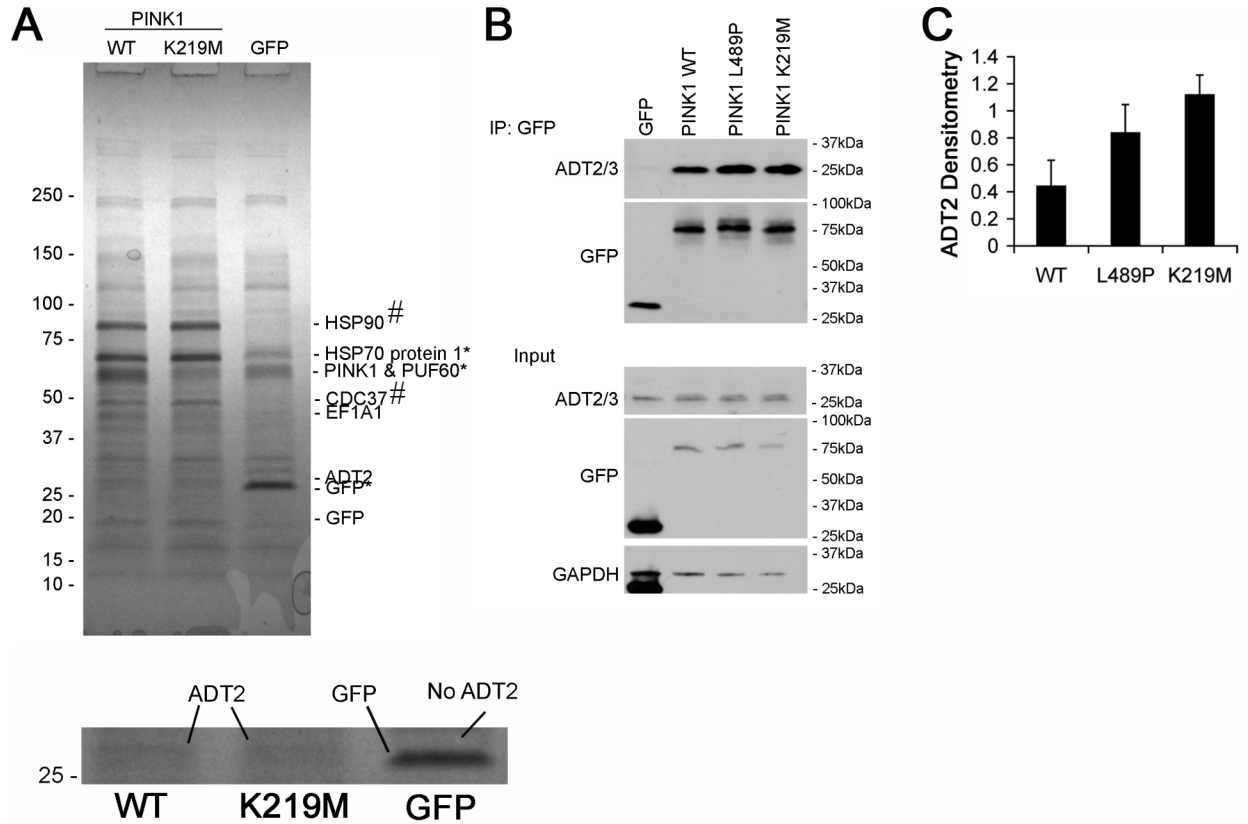 A
PINK1
WT K219M GFP
250 -
150 -
100 -
75 -
50 -
37 -
25 -
20 -
15 -
10 -
- HSP90 #
- HSP70 protein 1*
- PINK1 & PUF60*
- CDC37 #
- EF1A1
- ADT2
- GFP*
- GFP
ADT2 GFP No ADT2
25 -
WT K219M GFP
B
GFP
PINK1 WT
PINK1 L489P
PINK1 K219M
IP: GFP
ADT2/3
- 37kDa
- 25kDa
GFP
- 100kDa
- 75kDa
- 50kDa
- 37kDa
- 25kDa
Input
ADT2/3
- 37kDa
- 25kDa
GFP
- 100kDa
- 75kDa
- 50kDa
- 37kDa
- 25kDa
GAPDH
- 37kDa
- 25kDa
C
ADT2 Densitometry
1.4
1.2
1
0.8
0.6
0.4
0.2
0
WT L489P K219M